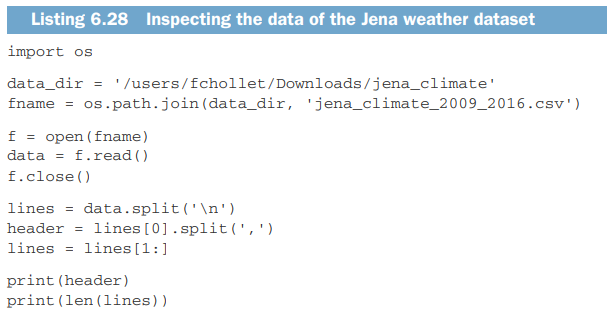 Listing 6.28 Inspecting the data of the Jena weather dataset
import os
data_dir = '/users/fchollet/Downloads/jena_climate'
fname = os.path.join(data_dir, 'jena_climate_2009_2016.csv')
f = open(fname)
data = f.read()
f.close()
lines = data.split('\n')
header = lines[0].split(',')
lines = lines[1:]
print(header)
print(len(lines))